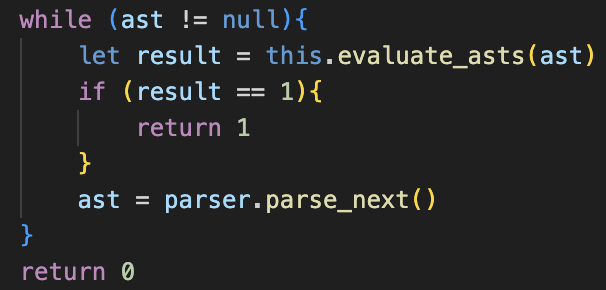 while (ast != null){
    let result = this.evaluate_asts(ast)
    if (result == 1){
        return 1
    }
    ast = parser.parse_next()
}
return 0